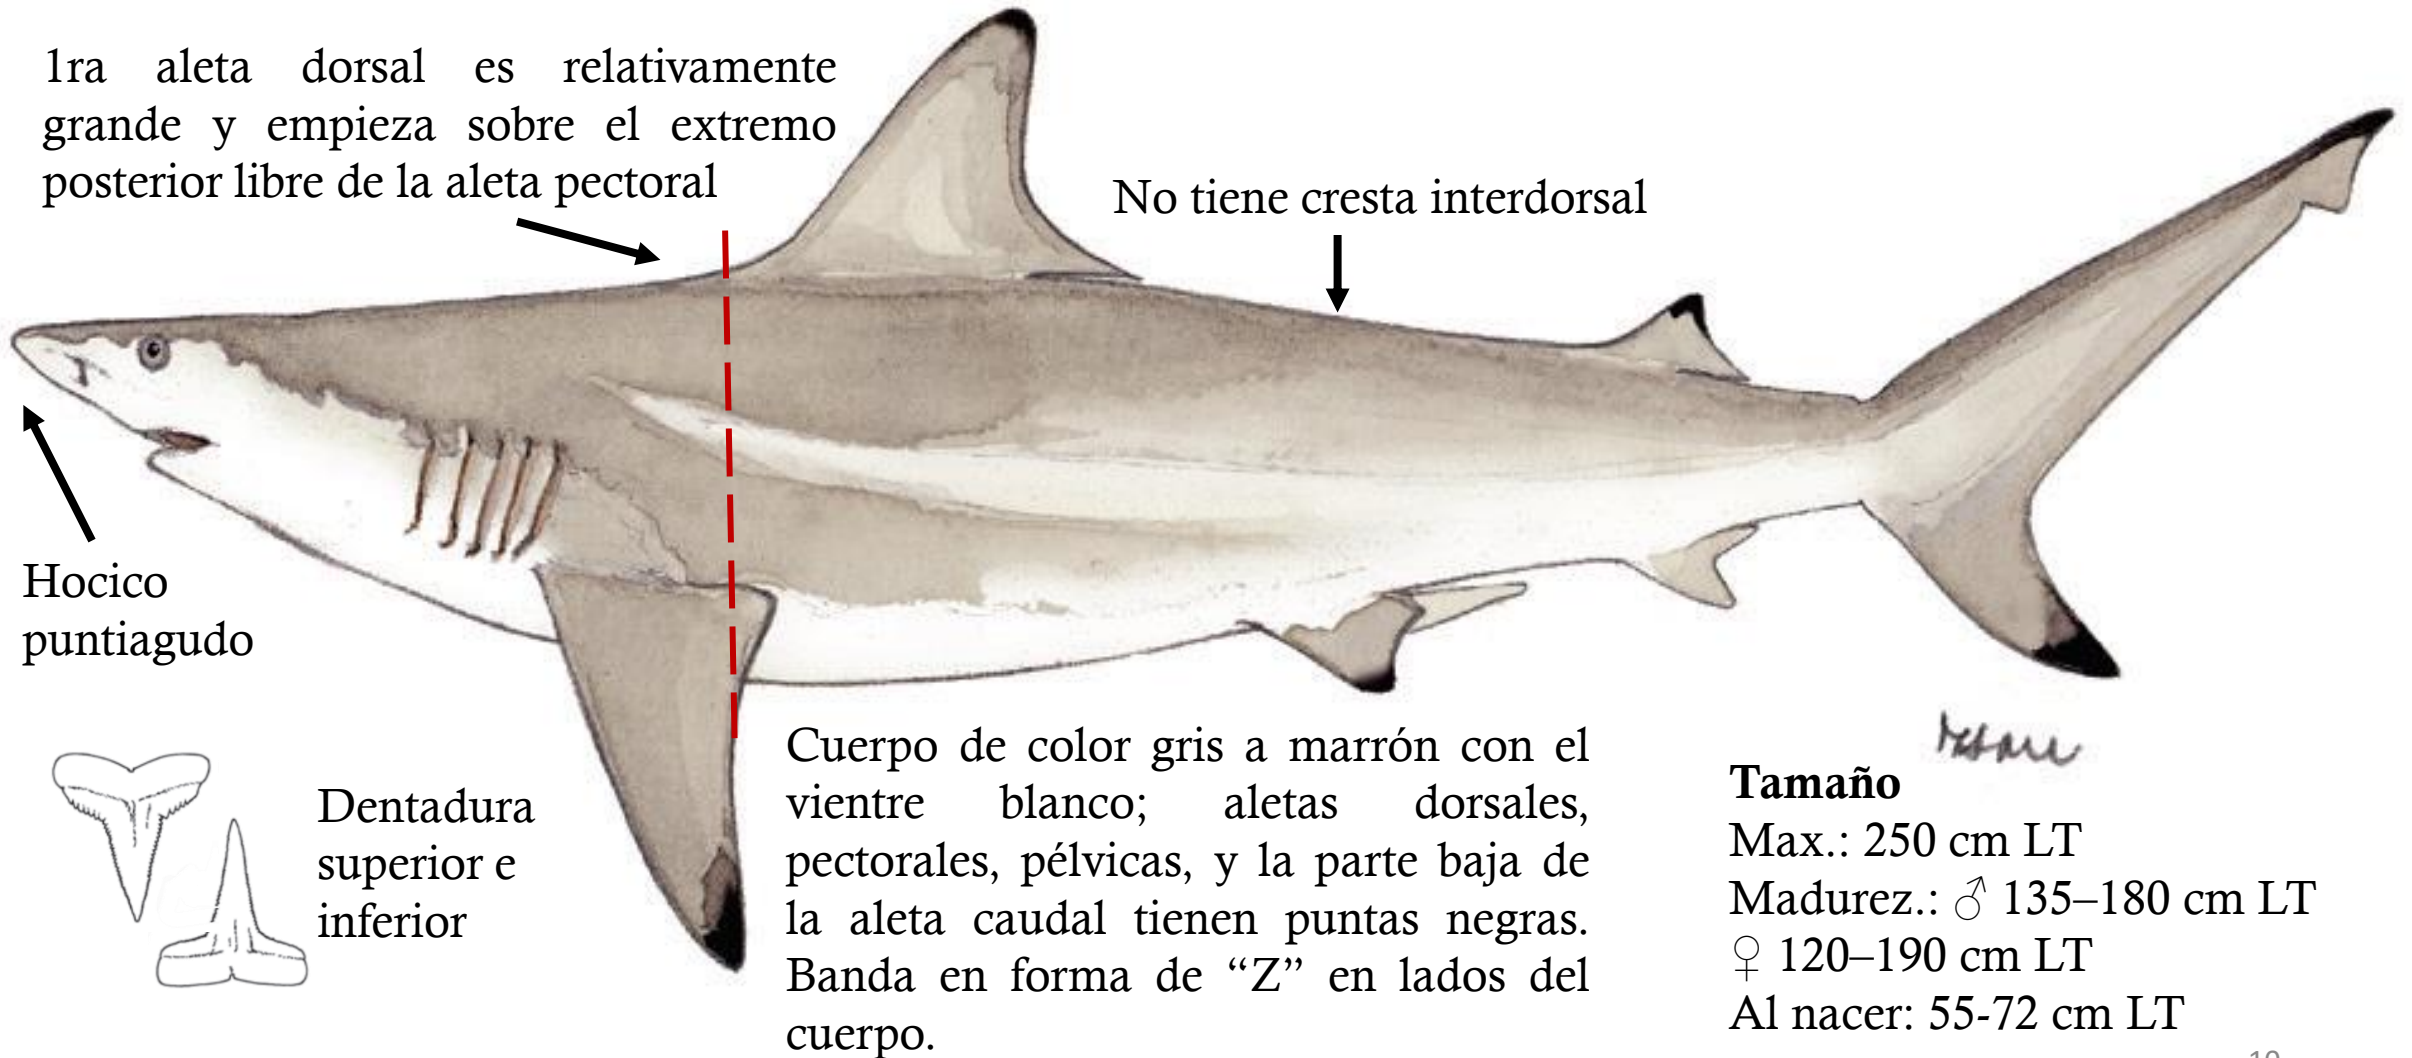 1ra aleta dorsal es relativamente
grande y empieza sobre el extremo
posterior libre de la aleta pectoral
No tiene cresta interdorsal
Hocico
puntiagudo
Dentadura
superior e
inferior
Cuerpo de color gris a marrón con el
vientre blanco; aletas dorsales,
pectorales, pélvicas, y la parte baja de
la aleta caudal tienen puntas negras.
Banda en forma de “Z” en lados del
cuerpo.
Tamaño
Max.: 250 cm LT
Madurez.: ♂ 135–180 cm LT
♀ 120–190 cm LT
Al nacer: 55-72 cm LT